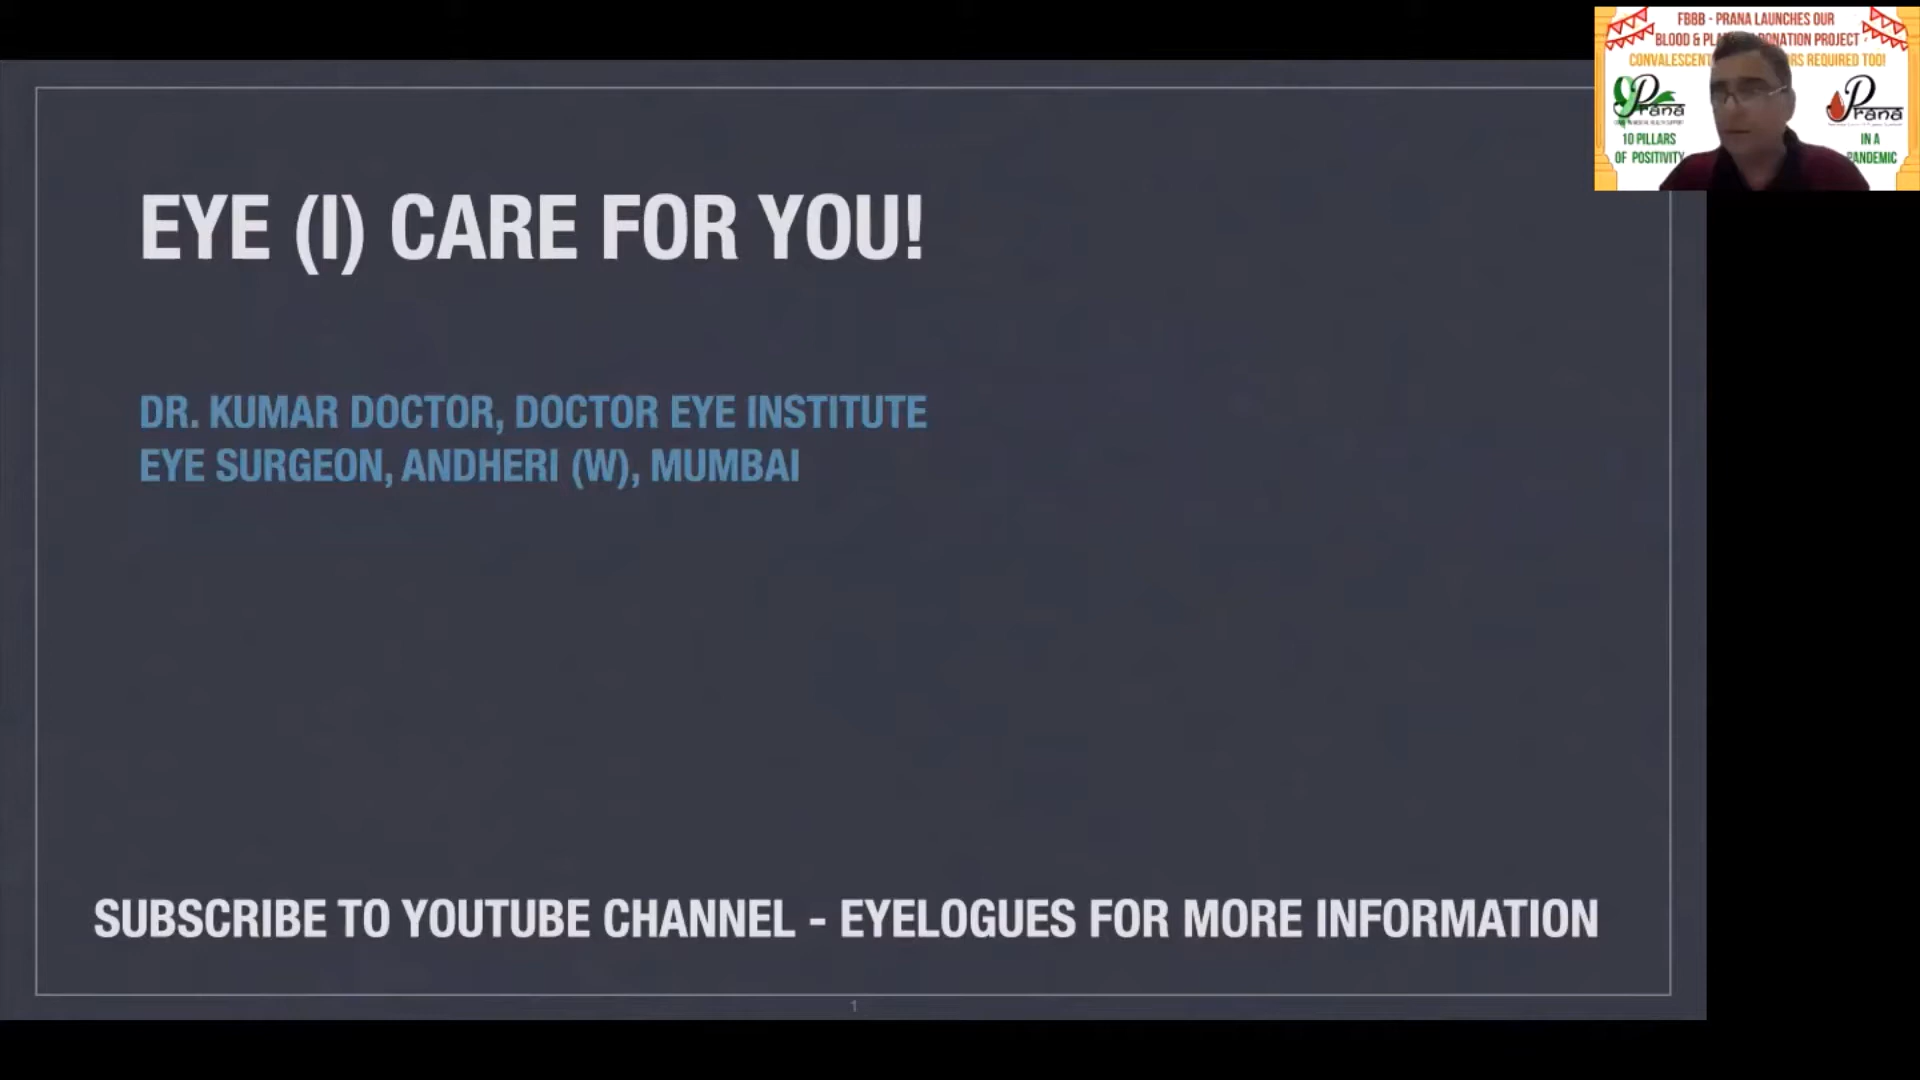 EYE (I) CARE FOR YOU!
DR. KUMAR DOCTOR, DOCTOR EYE INSTITUTE
EYE SURGEON, ANDHERI (W), MUMBAI
SUBSCRIBE TO YOUTUBE CHANNEL - EYELOGUES FOR MORE INFORMATION
1
FBBB - PRANA LAUNCHES OUR
BLOOD & DONATION PROJECT -
CONVALESCENT REQUIRED TOO!
Prana
Prana
10 PILLARS
OF POSITIVITY
IN A
PANDEMIC